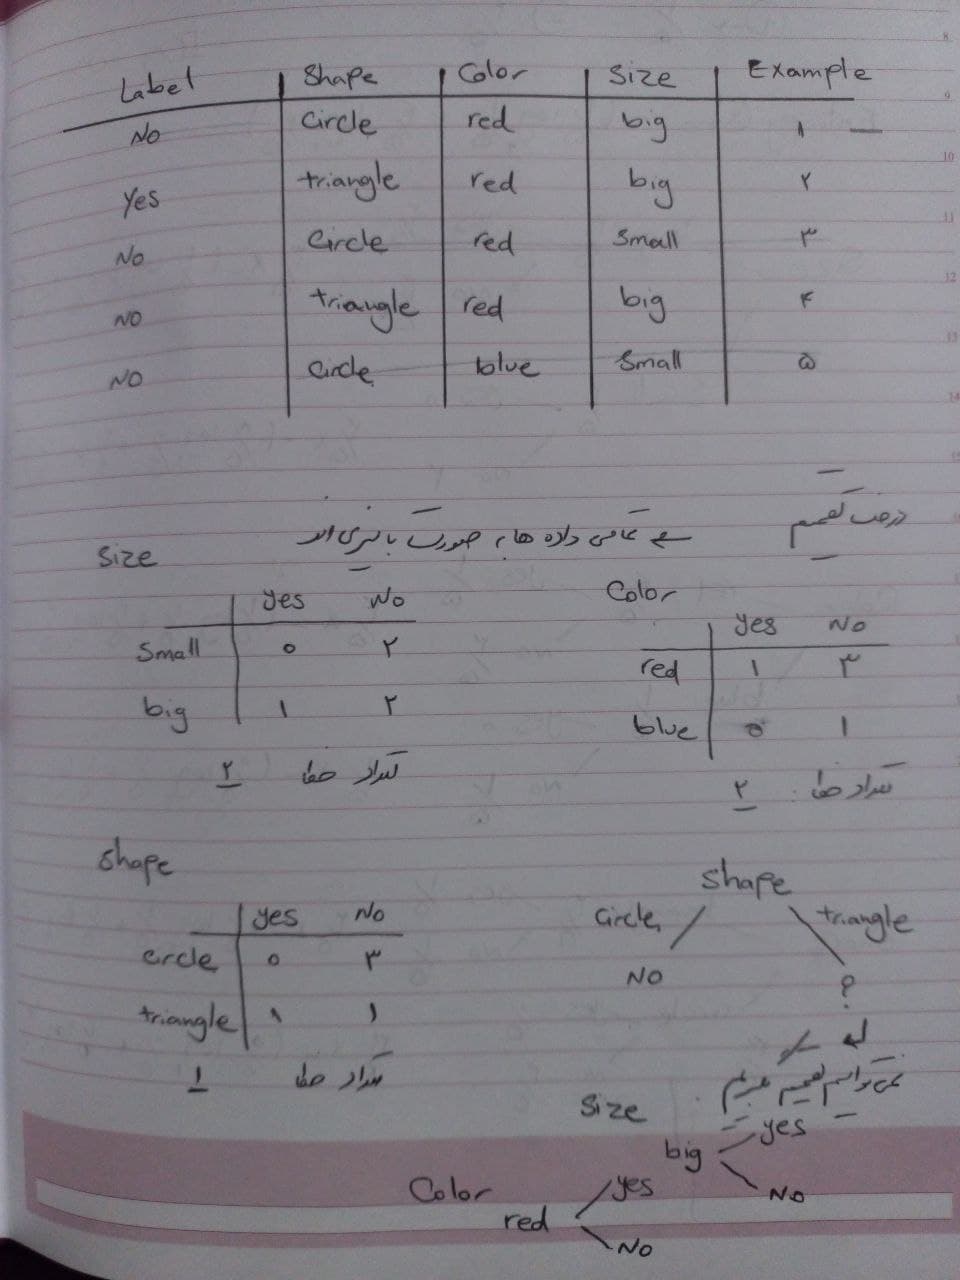 Label Shape Color Size Example
No Circle red big ۱
Yes triangle red big ۲
No Circle red Small ۳
No triangle red big ۴
No Circle blue Small ۵
درخت تصمیم
تمامی داده ها به صورت باینری اند
Size
yes No
Small ۰ ۲
big ۱ ۲
تعداد خطا ۲
Color
yes No
red ۱ ۳
blue ۰ ۱
تعداد خطا : ۲
Shape
yes No
circle ۰ ۳
triangle ۱ ۱
تعداد خطا ۱
Shape
Circle triangle
No ?
نمی توانیم تصمیم بگیریم
Size
big yes
No
Color
red yes
No